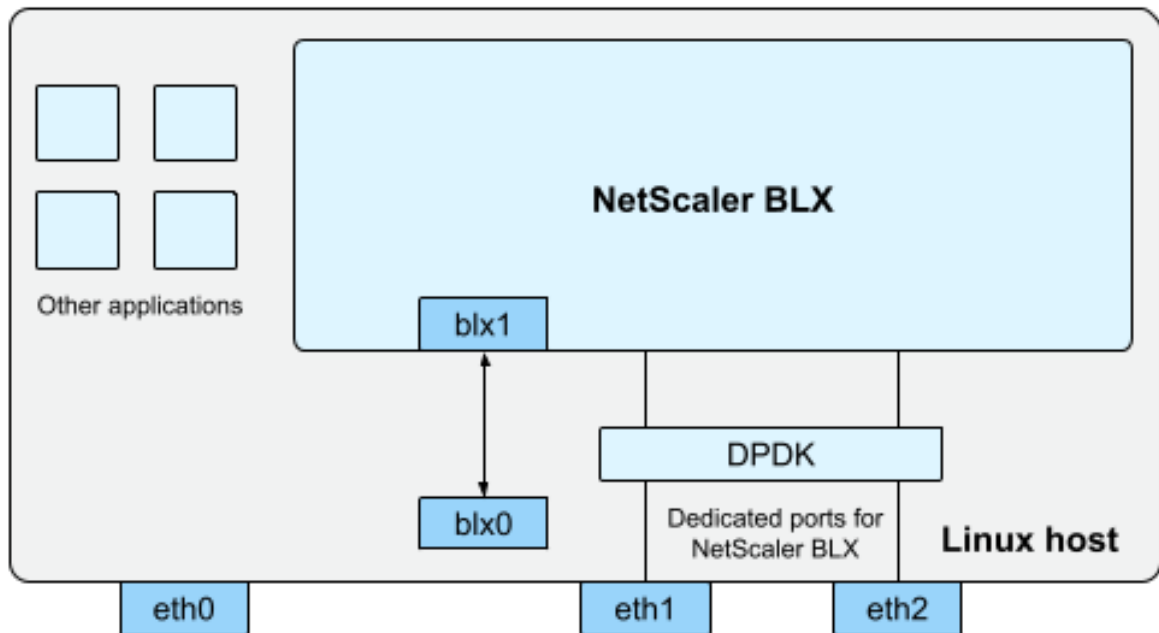 NetScaler BLX
Other applications
blx1
DPDK
blx0
Dedicated ports for
NetScaler BLX
Linux host
eth0
eth1
eth2